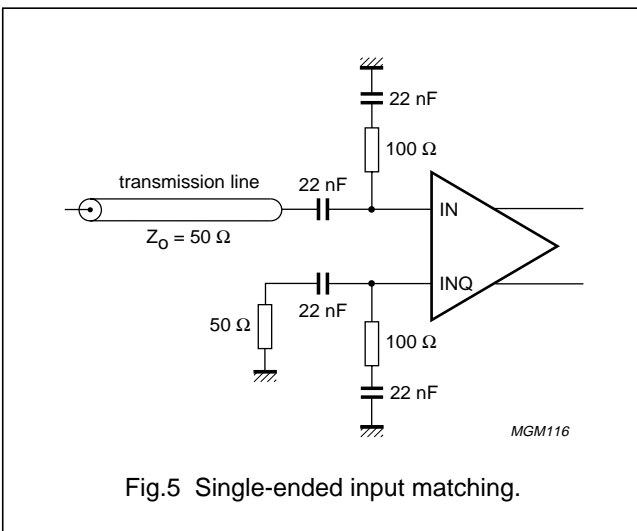 22 nF
100 Ω
transmission line
22 nF
Z₀ = 50 Ω
IN
INQ
22 nF
50 Ω
100 Ω
22 nF
MGM116
Fig.5 Single-ended input matching.